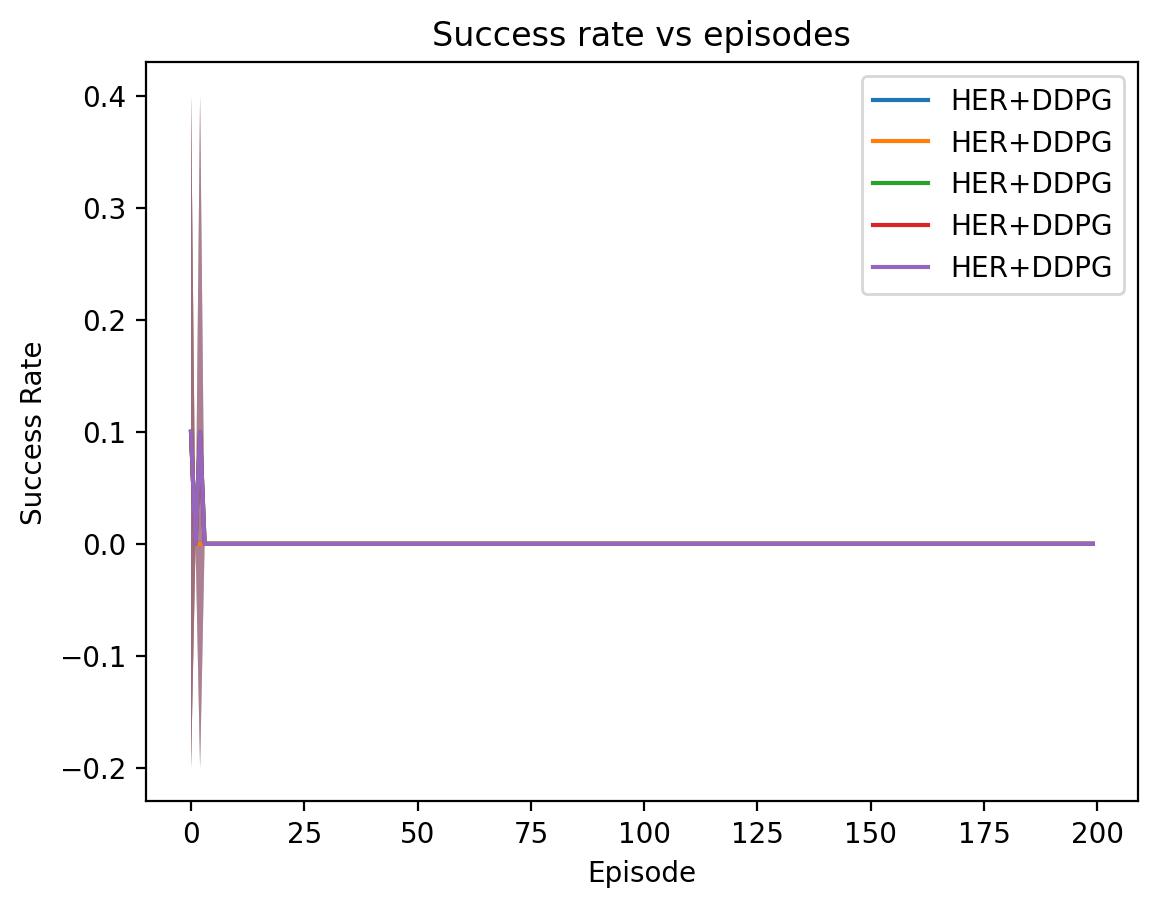 Success rate vs episodes
0.4
0.3
0.2
0.1
0.0
−0.1
−0.2
Success Rate
HER+DDPG
HER+DDPG
HER+DDPG
HER+DDPG
HER+DDPG
0 25 50 75 100 125 150 175 200
Episode